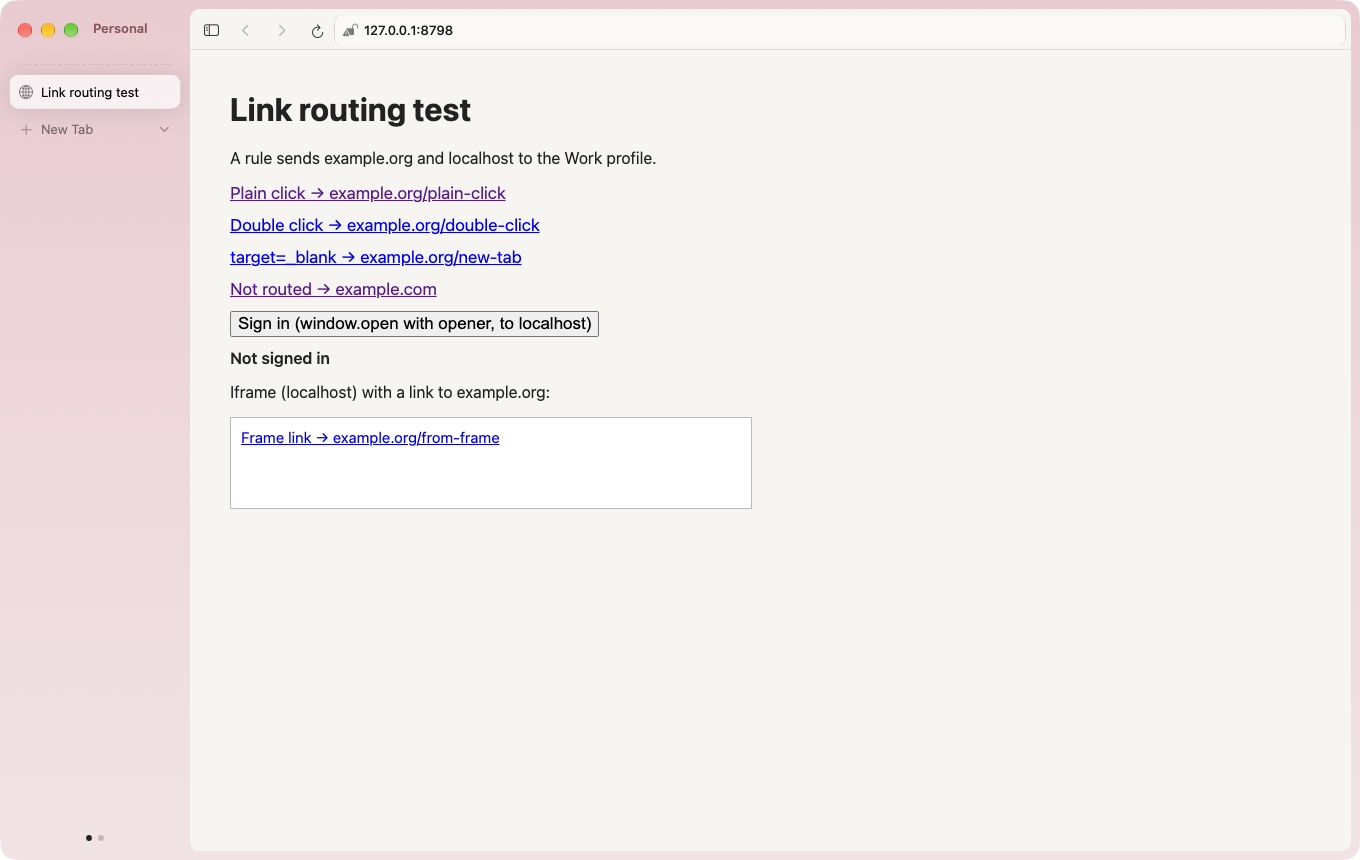 Personal
127.0.0.1:8798
Link routing test
New Tab
Link routing test
A rule sends example.org and localhost to the Work profile.
Plain click → example.org/plain-click
Double click → example.org/double-click
target=_blank → example.org/new-tab
Not routed → example.com
Sign in (window.open with opener, to localhost)
Not signed in
Iframe (localhost) with a link to example.org:
Frame link → example.org/from-frame